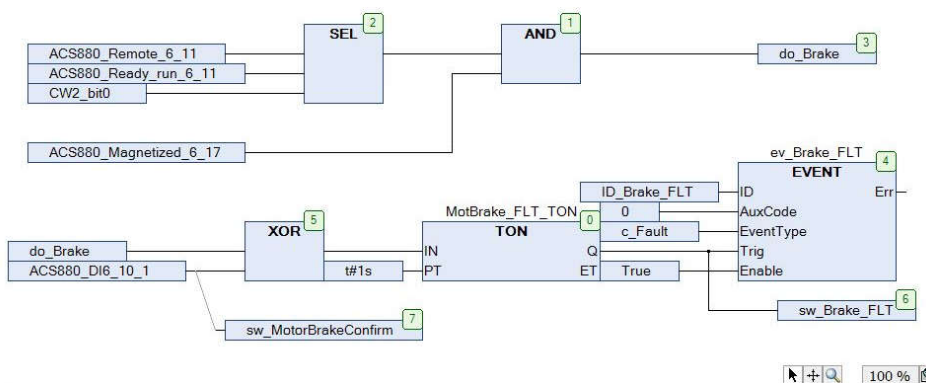 SEL 2
AND 1
ACS880_Remote_6_11
do_Brake 3
ACS880_Ready_run_6_11
CW2_bit0
ACS880_Magnetized_6_17
ev_Brake_FLT
EVENT 4
ID_Brake_FLT ID Err
MotBrake_FLT_TON 0 AuxCode
XOR 5
TON 0
c_Fault EventType
do_Brake IN Q Trig
ACS880_DI6_10_1 t#1s PT ET True Enable
sw_Brake_FLT 6
sw_MotorBrakeConfirm 7
100 %